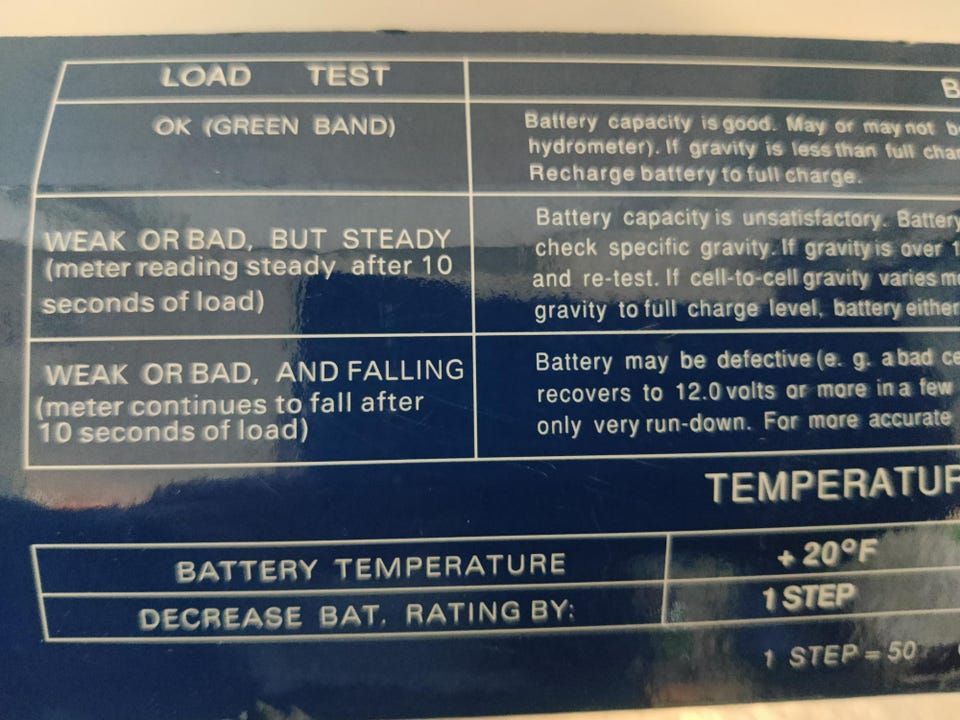 LOAD TEST
OK (GREEN BAND)
Battery capacity is good. May or may not
hydrometer). If gravity is less than full
Recharge battery to full charge.
WEAK OR BAD, BUT STEADY
(meter reading steady after 10
seconds of load)
Battery capacity is unsatisfactory. Battery
check specific gravity. If gravity is over
and re-test. If cell-to-cell gravity varies
gravity to full charge level, battery either
WEAK OR BAD, AND FALLING
(meter continues to fall after
10 seconds of load)
Battery may be defective (e. g. a bad
recovers to 12.0 volts or more in a few
only very run-down. For more accurate
BATTERY TEMPERATURE
+ 20°F
DECREASE BAT. RATING BY:
1 STEP
1 STEP = 50